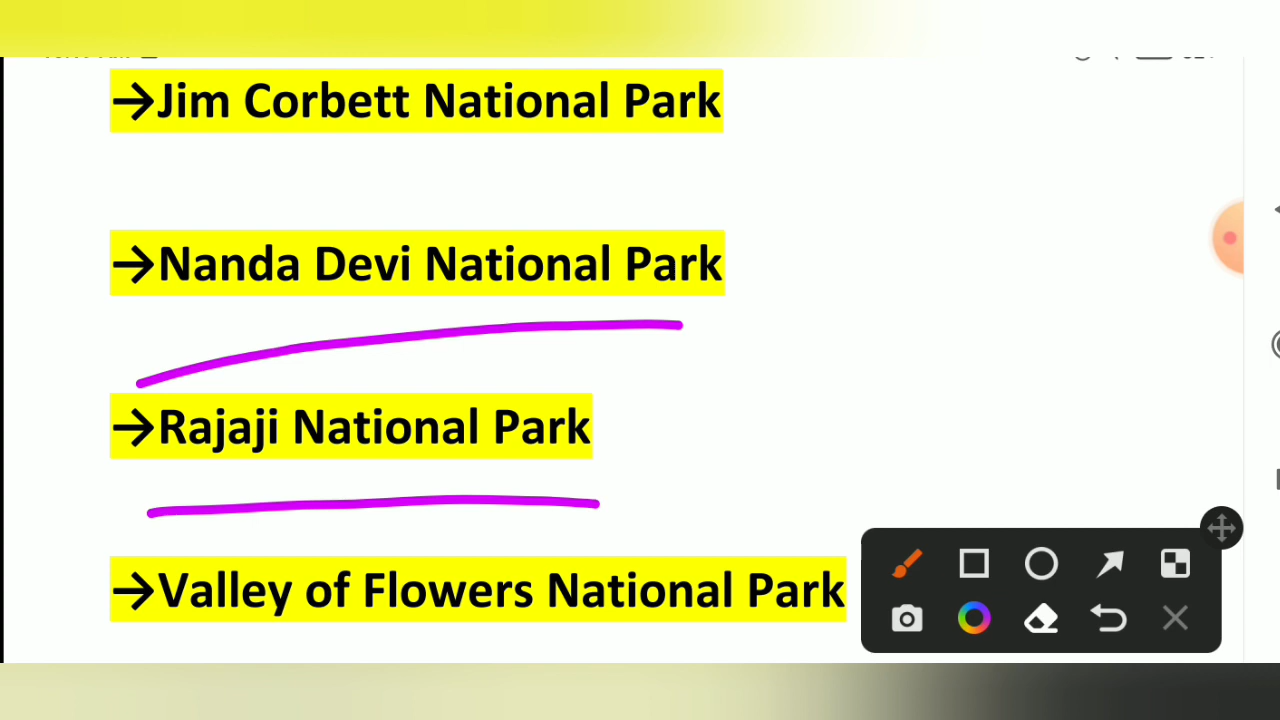 →Jim Corbett National Park
→Nanda Devi National Park
→Rajaji National Park
→Valley of Flowers National Park